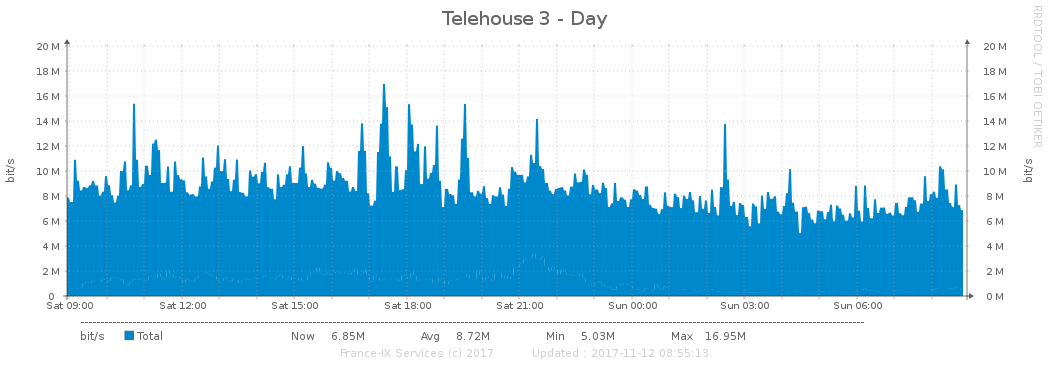 Telehouse 3 - Day
RRDTOOL / TOBI OETIKER
bit/s
bit/s
20 M 20 M
18 M 18 M
16 M 16 M
14 M 14 M
12 M 12 M
10 M 10 M
8 M 8 M
6 M 6 M
4 M 4 M
2 M 2 M
0 0 M
Sat 09:00 Sat 12:00 Sat 15:00 Sat 18:00 Sat 21:00 Sun 00:00 Sun 03:00 Sun 06:00
bit/s Total Now 6.85M Avg 8.72M Min 5.03M Max 16.95M
France-IX Services (c) 2017 Updated : 2017-11-12 08:55:13